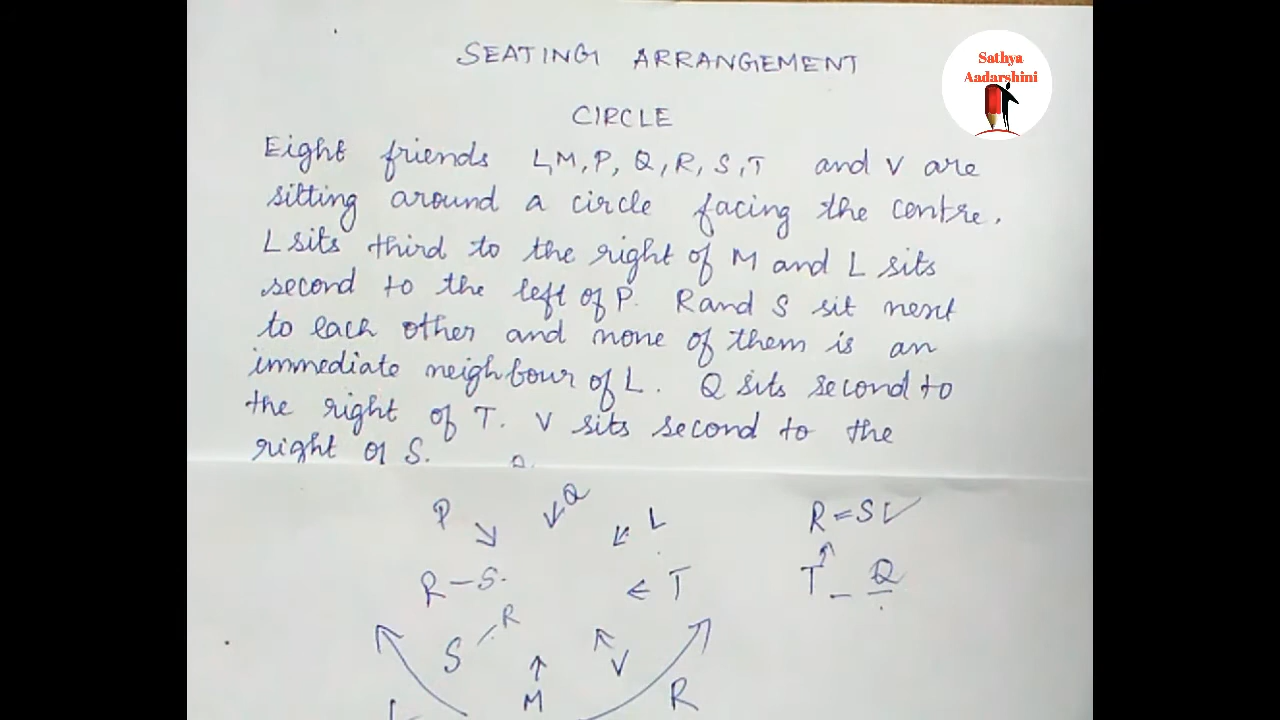 SEATING ARRANGEMENT
Sathya
Aadarshini
CIRCLE
Eight friends L,M,P,Q,R,S,T and V are
sitting around a circle facing the centre.
L sits third to the right of M and L sits
second to the left of P. R and S sit next
to each other and none of them is an
immediate neighbour of L. Q sits second to
the right of T. V sits second to the
right of S.
P Q L
R = S V
R - S. T
T _ Q
S - R
M V R
L